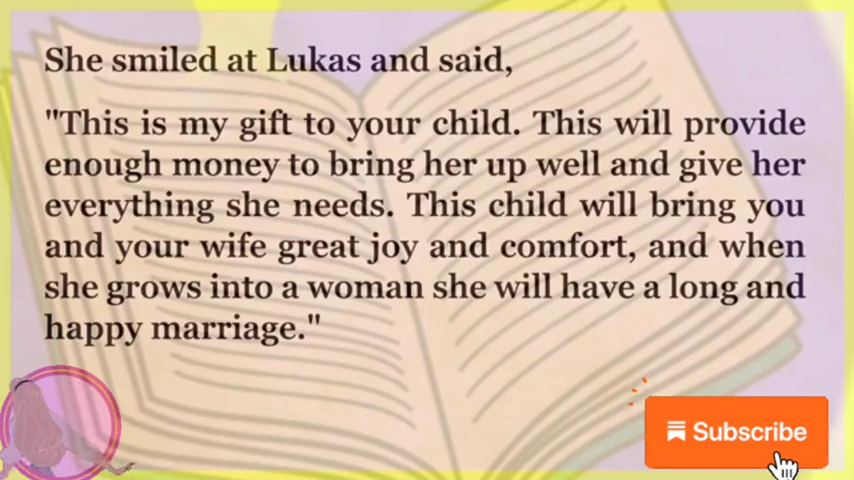 She smiled at Lukas and said,
"This is my gift to your child. This will provide
enough money to bring her up well and give her
everything she needs. This child will bring you
and your wife great joy and comfort, and when
she grows into a woman she will have a long and
happy marriage."
Subscribe